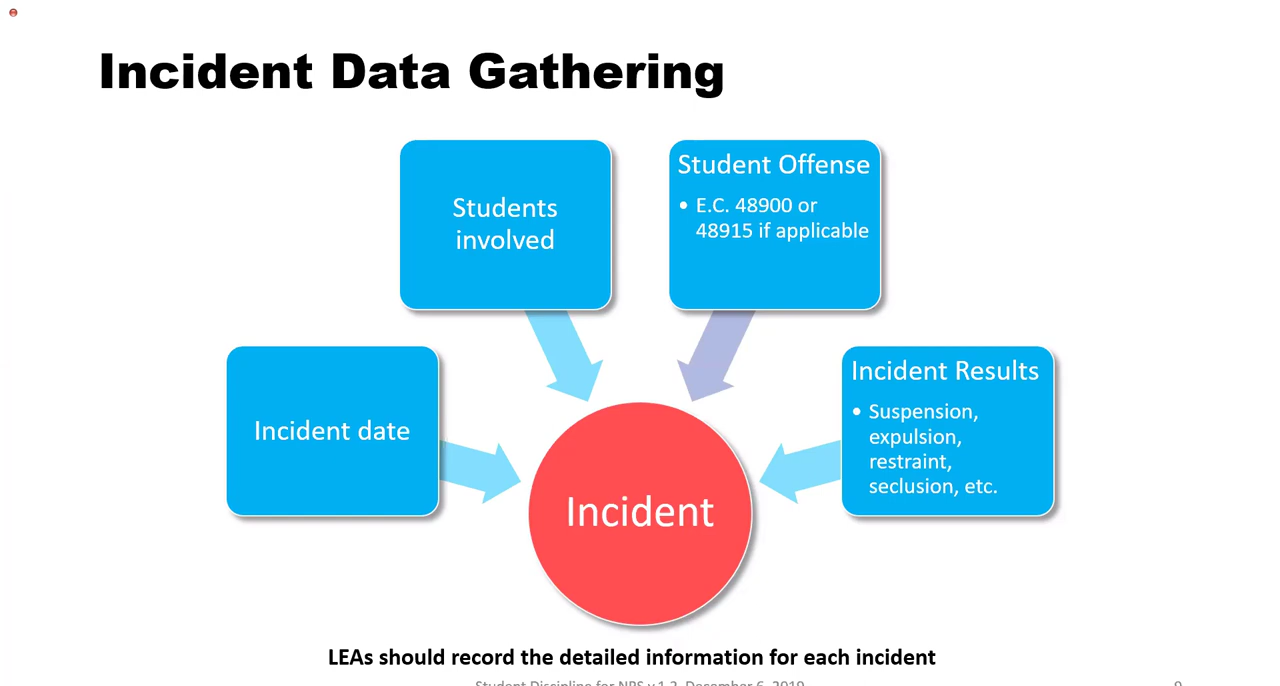 Incident Data Gathering
Students
involved
Student Offense
• E.C. 48900 or
48915 if applicable
Incident date
Incident Results
• Suspension,
expulsion,
restraint,
seclusion, etc.
Incident
LEAs should record the detailed information for each incident
Student Discipline for NPS v.1.2, December 6, 2019
9